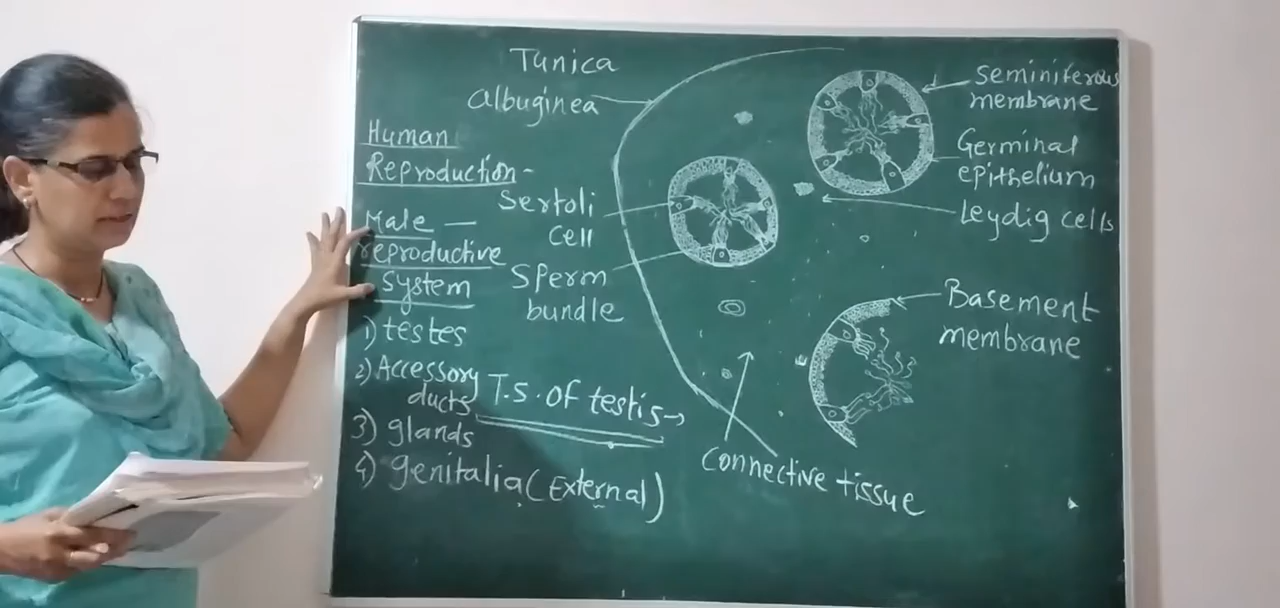 Human
Reproduction-
Male -
reproductive
System
1) testes
2) Accessory
ducts
3) glands
4) genitalia (External)
T.S. of testis→
Tunica
albuginea
Sertoli
cell
Sperm
bundle
Seminiferous
membrane
Germinal
epithelium
Leydig cells
Basement
membrane
Connective tissue